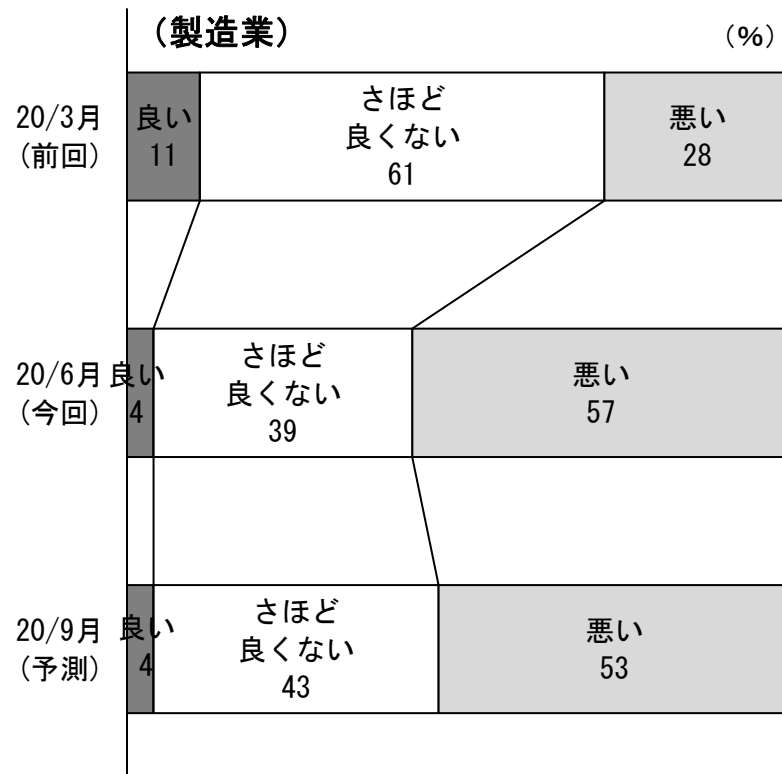 (製造業)
(%)
20/3月
(前回)
良い
11
さほど
良くない
61
悪い
28
20/6月
(今回)
良い
4
さほど
良くない
39
悪い
57
20/9月
(予測)
良い
4
さほど
良くない
43
悪い
53